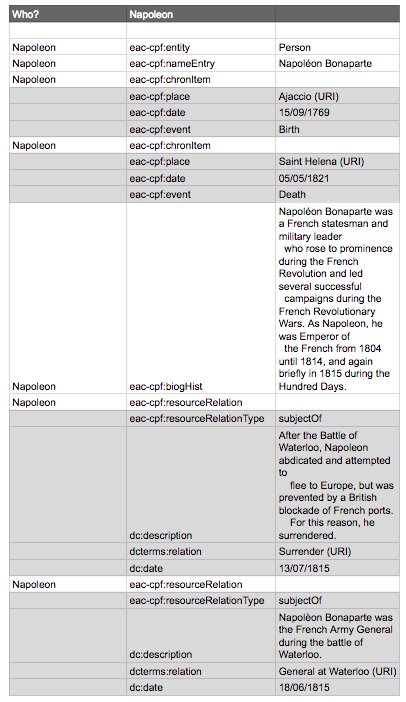 Who? Napoleon
Napoleon eac-cpf:entity Person
Napoleon eac-cpf:nameEntry Napoléon Bonaparte
Napoleon eac-cpf:chronItem
eac-cpf:place Ajaccio (URI)
eac-cpf:date 15/09/1769
eac-cpf:event Birth
Napoleon eac-cpf:chronItem
eac-cpf:place Saint Helena (URI)
eac-cpf:date 05/05/1821
eac-cpf:event Death
Napoléon Bonaparte was
a French statesman and
military leader
who rose to prominence
during the French
Revolution and led
several successful
campaigns during the
French Revolutionary
Wars. As Napoleon, he
was Emperor of
the French from 1804
until 1814, and again
briefly in 1815 during the
Napoleon eac-cpf:biogHist Hundred Days.
Napoleon eac-cpf:resourceRelation
eac-cpf:resourceRelationType subjectOf
After the Battle of
Waterloo, Napoleon
abdicated and attempted
to
flee to Europe, but was
prevented by a British
blockade of French ports.
For this reason, he
dc:description surrendered.
dcterms:relation Surrender (URI)
dc:date 13/07/1815
Napoleon eac-cpf:resourceRelation
eac-cpf:resourceRelationType subjectOf
Napolèon Bonaparte was
the French Army General
during the battle of
dc:description Waterloo.
dcterms:relation General at Waterloo (URI)
dc:date 18/06/1815